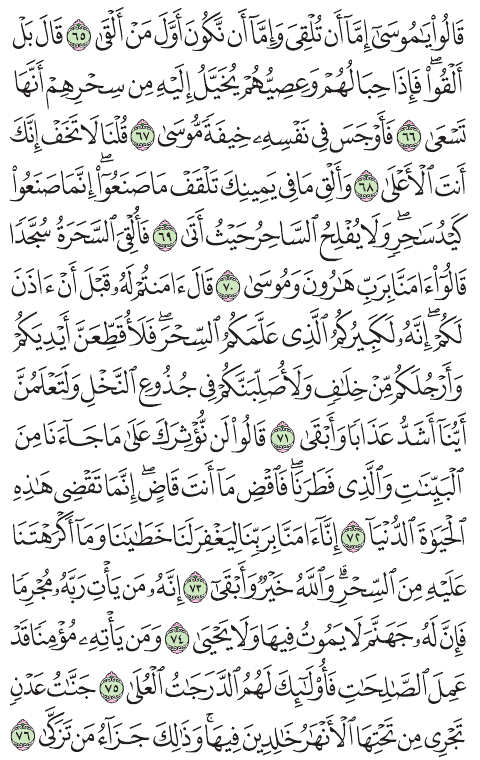 قَالُوا۟ يَٰمُوسَىٰٓ إِمَّآ أَن تُلْقِىَ وَإِمَّآ أَن نَّكُونَ أَوَّلَ مَنْ أَلْقَىٰ ٦٥ قَالَ بَلْ
أَلْقُوا۟ۖ فَإِذَا حِبَالُهُمْ وَعِصِيُّهُمْ يُخَيَّلُ إِلَيْهِ مِن سِحْرِهِمْ أَنَّهَا
تَسْعَىٰ ٦٦ فَأَوْجَسَ فِى نَفْسِهِۦ خِيفَةً مُّوسَىٰ ٦٧ قُلْنَا لَا تَخَفْ إِنَّكَ
أَنتَ ٱلْأَعْلَىٰ ٦٨ وَأَلْقِ مَا فِى يَمِينِكَ تَلْقَفْ مَا صَنَعُوٓا۟ۖ إِنَّمَا صَنَعُوا۟
كَيْدُ سَٰحِرٍۖ وَلَا يُفْلِحُ ٱلسَّاحِرُ حَيْثُ أَتَىٰ ٦٩ فَأُلْقِىَ ٱلسَّحَرَةُ سُجَّدًا
قَالُوٓا۟ ءَامَنَّا بِرَبِّ هَٰرُونَ وَمُوسَىٰ ٧٠ قَالَ ءَامَنتُمْ لَهُۥ قَبْلَ أَنْ ءَاذَنَ
لَكُمْۖ إِنَّهُۥ لَكَبِيرُكُمُ ٱلَّذِى عَلَّمَكُمُ ٱلسِّحْرَۖ فَلَأُقَطِّعَنَّ أَيْدِيَكُمْ
وَأَرْجُلَكُم مِّنْ خِلَٰفٍ وَلَأُصَلِّبَنَّكُمْ فِى جُذُوعِ ٱلنَّخْلِ وَلَتَعْلَمُنَّ
أَيُّنَآ أَشَدُّ عَذَابًا وَأَبْقَىٰ ٧١ قَالُوا۟ لَن نُّؤْثِرَكَ عَلَىٰ مَا جَآءَنَا مِنَ
ٱلْبَيِّنَٰتِ وَٱلَّذِى فَطَرَنَاۖ فَٱقْضِ مَآ أَنتَ قَاضٍۖ إِنَّمَا تَقْضِى هَٰذِهِ
ٱلْحَيَوٰةَ ٱلدُّنْيَآ ٧٢ إِنَّآ ءَامَنَّا بِرَبِّنَا لِيَغْفِرَ لَنَا خَطَٰيَٰنَا وَمَآ أَكْرَهْتَنَا
عَلَيْهِ مِنَ ٱلسِّحْرِۗ وَٱللَّهُ خَيْرٌ وَأَبْقَىٰٓ ٧٣ إِنَّهُۥ مَن يَأْتِ رَبَّهُۥ مُجْرِمًا
فَإِنَّ لَهُۥ جَهَنَّمَ لَا يَمُوتُ فِيهَا وَلَا يَحْيَىٰ ٧٤ وَمَن يَأْتِهِۦ مُؤْمِنًا قَدْ
عَمِلَ ٱلصَّٰلِحَٰتِ فَأُو۟لَٰٓئِكَ لَهُمُ ٱلدَّرَجَٰتُ ٱلْعُلَىٰ ٧٥ جَنَّٰتُ عَدْنٍ
تَجْرِى مِن تَحْتِهَا ٱلْأَنْهَٰرُ خَٰلِدِينَ فِيهَاۚ وَذَٰلِكَ جَزَآءُ مَن تَزَكَّىٰ ٧٦